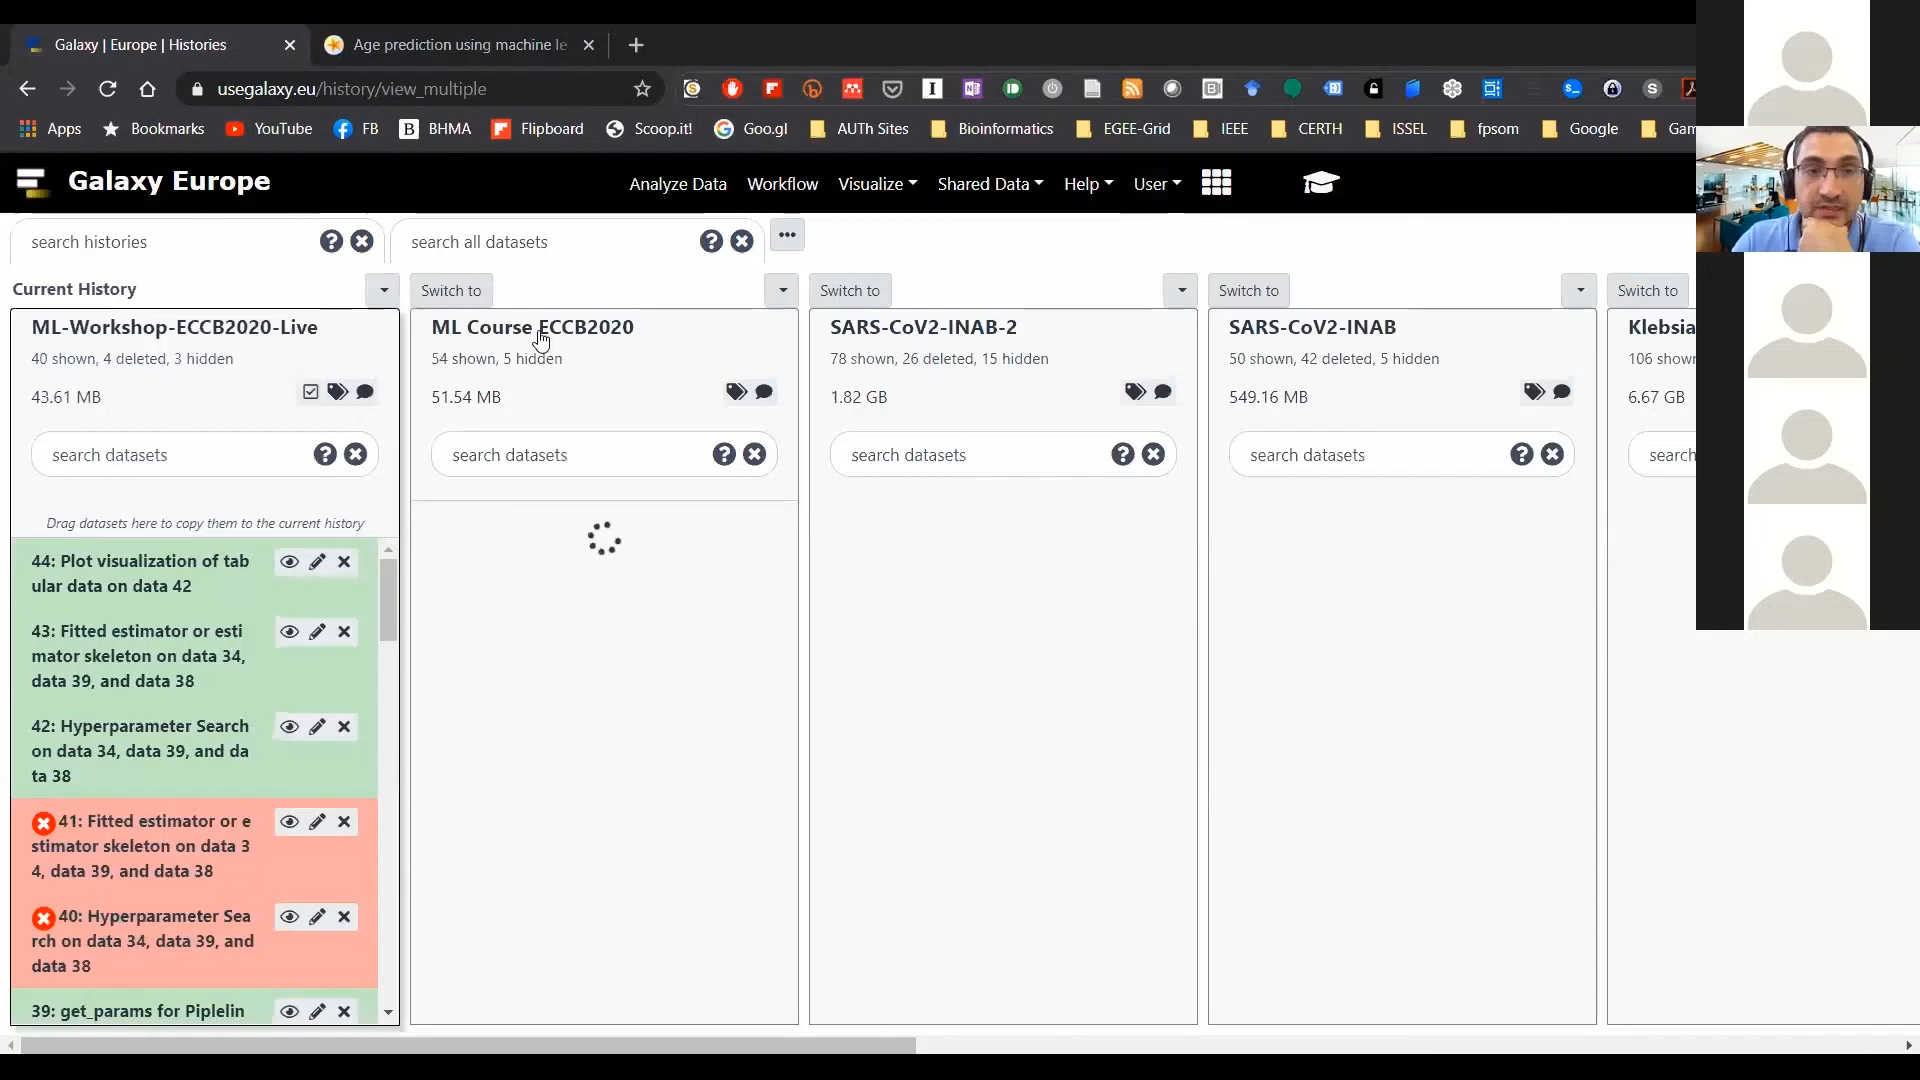 Galaxy | Europe | Histories
Age prediction using machine le
usegalaxy.eu/history/view_multiple
Apps
Bookmarks
YouTube
FB
BHMA
Flipboard
Scoop.it!
Goo.gl
AUTh Sites
Bioinformatics
EGEE-Grid
IEEE
CERTH
ISSEL
fpsom
Google
Gam
Galaxy Europe
Analyze Data
Workflow
Visualize
Shared Data
Help
User
search histories
search all datasets
Current History
Switch to
Switch to
Switch to
Switch to
ML-Workshop-ECCB2020-Live
40 shown, 4 deleted, 3 hidden
43.61 MB
search datasets
Drag datasets here to copy them to the current history
44: Plot visualization of tab
ular data on data 42
43: Fitted estimator or esti
mator skeleton on data 34,
data 39, and data 38
42: Hyperparameter Search
on data 34, data 39, and da
ta 38
41: Fitted estimator or e
stimator skeleton on data 3
4, data 39, and data 38
40: Hyperparameter Sea
rch on data 34, data 39, and
data 38
39: get_params for Piplelin
ML Course ECCB2020
54 shown, 5 hidden
51.54 MB
search datasets
SARS-CoV2-INAB-2
78 shown, 26 deleted, 15 hidden
1.82 GB
search datasets
SARS-CoV2-INAB
50 shown, 42 deleted, 5 hidden
549.16 MB
search datasets
Klebsia
106 shown
6.67 GB
search